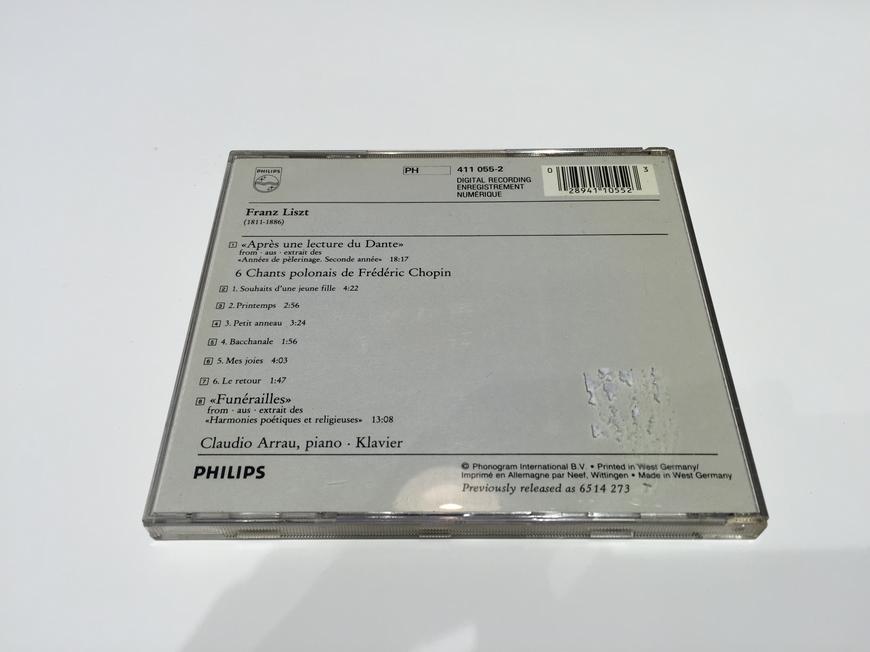 PHILIPS
PH 411 055-2
DIGITAL RECORDING
ENREGISTREMENT
NUMÉRIQUE
0 28941 10552 3
Franz Liszt
(1811-1886)
1 «Après une lecture du Dante»
from · aus · extrait des
«Années de pèlerinage. Seconde année» 18:17
6 Chants polonais de Frédéric Chopin
2 1. Souhaits d'une jeune fille 4:22
3 2. Printemps 2:56
4 3. Petit anneau 3:24
5 4. Bacchanale 1:56
6 5. Mes joies 4:03
7 6. Le retour 1:47
8 «Funérailles»
from · aus · extrait des
«Harmonies poétiques et religieuses» 13:08
Claudio Arrau, piano · Klavier
PHILIPS
© Phonogram International B.V. • Printed in West Germany/
Imprimé en Allemagne par Neef, Wittingen • Made in West Germany
Previously released as 6514 273